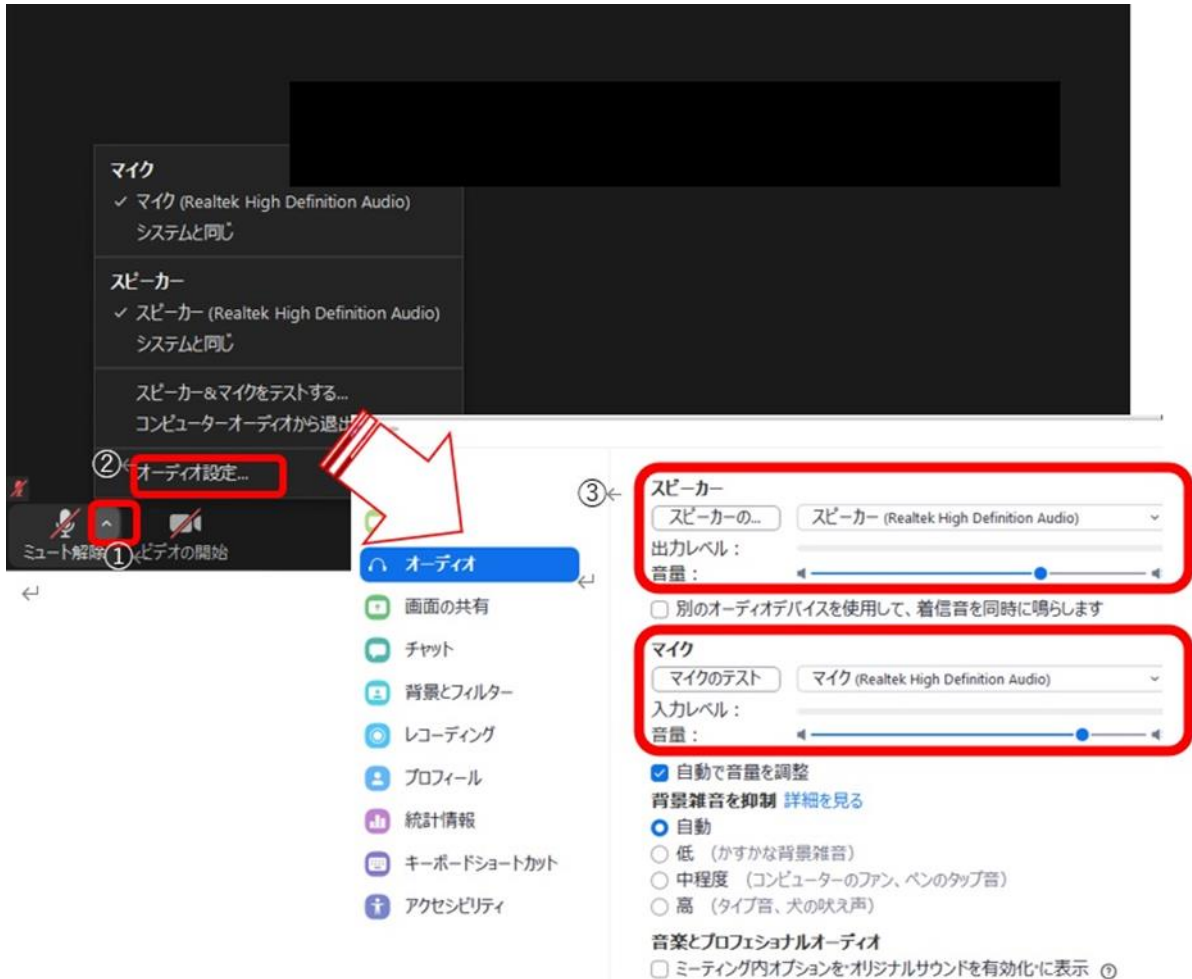 マイク
✓ マイク (Realtek High Definition Audio)
システムと同じ
スピーカー
✓ スピーカー (Realtek High Definition Audio)
システムと同じ
スピーカー&マイクをテストする...
コンピューターオーディオから退出
② オーディオ設定...
ミュート解除
①
ビデオの開始
オーディオ
画面の共有
チャット
背景とフィルター
レコーディング
プロフィール
統計情報
キーボードショートカット
アクセシビリティ
③
スピーカー
スピーカーの... スピーカー (Realtek High Definition Audio)
出力レベル：
音量：
別のオーディオデバイスを使用して、着信音を同時に鳴らします
マイク
マイクのテスト マイク (Realtek High Definition Audio)
入力レベル：
音量：
自動で音量を調整
背景雑音を抑制 詳細を見る
自動
低 (かすかな背景雑音)
中程度 (コンピューターのファン、ペンのタップ音)
高 (タイプ音、犬の吠え声)
音楽とプロフェショナルオーディオ
ミーティング内オプションを"オリジナルサウンドを有効化"に表示